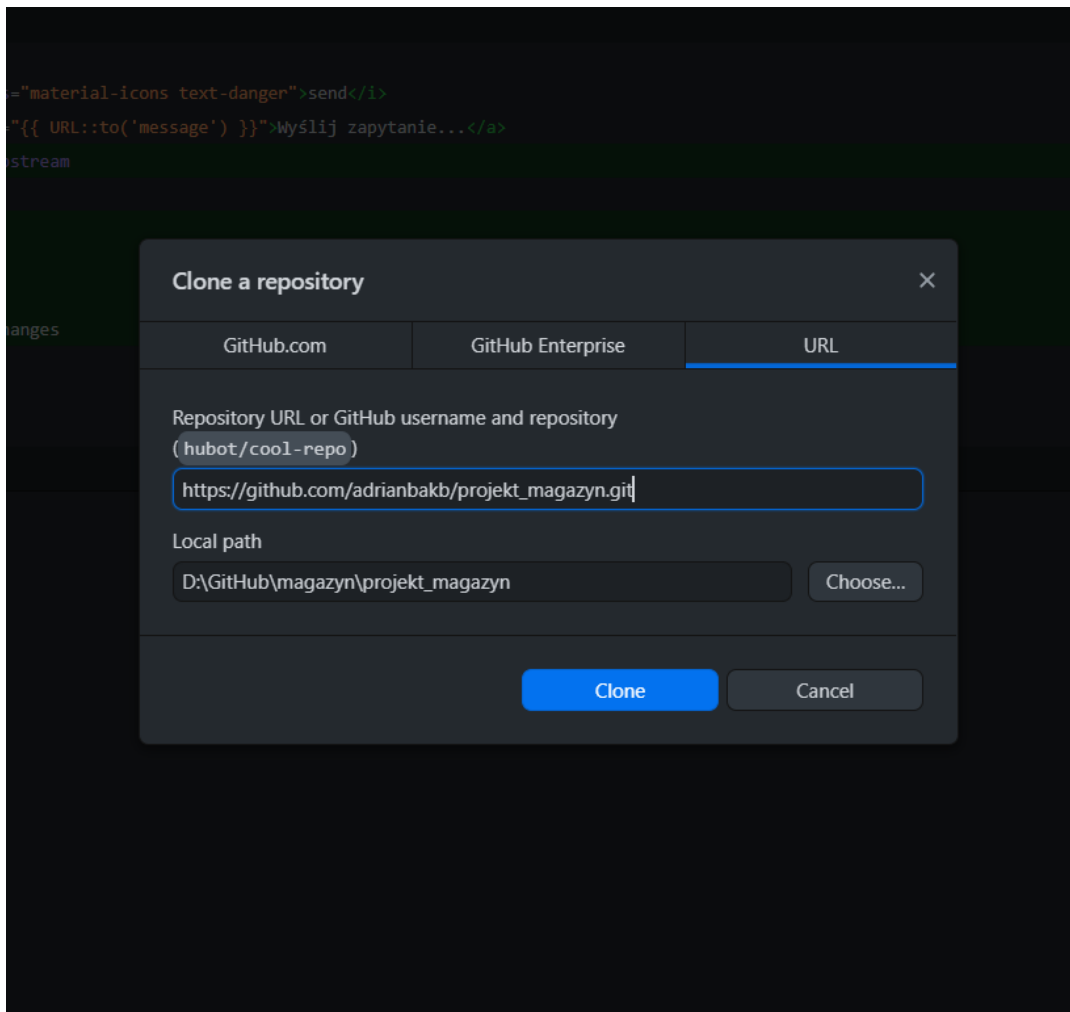 ="material-icons text-danger">send</i>
="{{ URL::to('message') }}">Wyślij zapytanie...</a>
pstream
Clone a repository
hanges
GitHub.com GitHub Enterprise URL
Repository URL or GitHub username and repository
(hubot/cool-repo)
https://github.com/adrianbakb/projekt_magazyn.git
Local path
D:\GitHub\magazyn\projekt_magazyn Choose...
Clone Cancel